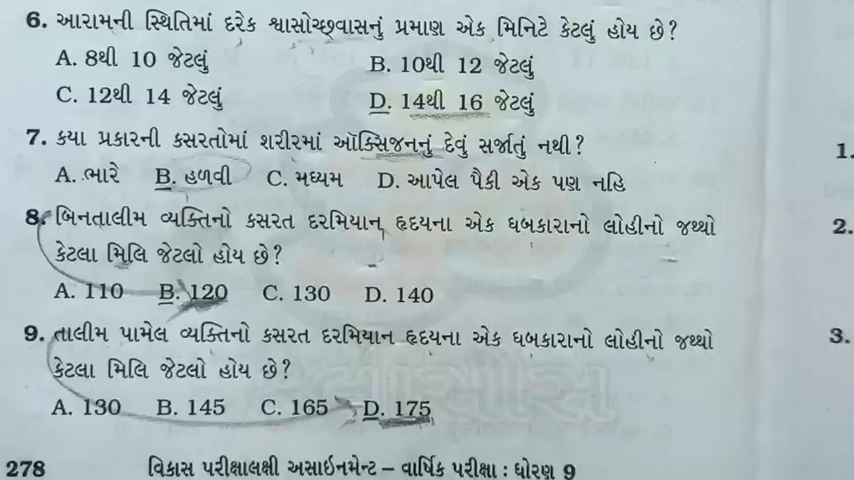 6. આરામની સ્થિતિમાં દરેક શ્વાસોચ્છ્વાસનું પ્રમાણ એક મિનિટે કેટલું હોય છે?
A. 8થી 10 જેટલું B. 10થી 12 જેટલું
C. 12થી 14 જેટલું D. 14થી 16 જેટલું
7. કયા પ્રકારની કસરતોમાં શરીરમાં ઑક્સિજનનું દેવું સર્જાતું નથી?
A. ભારે B. હળવી C. મધ્યમ D. આપેલ પૈકી એક પણ નહિ
8. બિનતાલીમ વ્યક્તિનો કસરત દરમિયાન હૃદયના એક ધબકારાનો લોહીનો જથ્થો
કેટલા મિલિ જેટલો હોય છે?
A. 110 B. 120 C. 130 D. 140
9. તાલીમ પામેલ વ્યક્તિનો કસરત દરમિયાન હૃદયના એક ધબકારાનો લોહીનો જથ્થો
કેટલા મિલિ જેટલો હોય છે?
A. 130 B. 145 C. 165 D. 175
278 વિકાસ પરીક્ષાલક્ષી અસાઇનમેન્ટ – વાર્ષિક પરીક્ષા : ધોરણ 9
1.
2.
3.